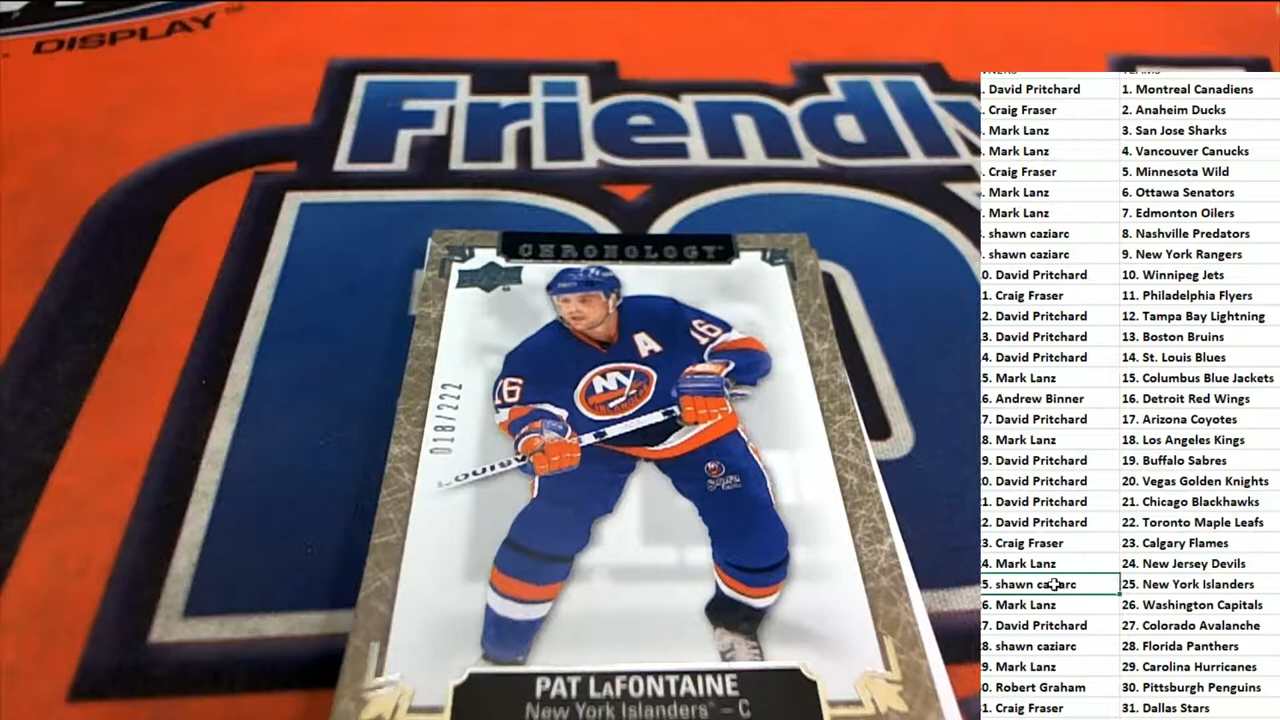 DISPLAY™
Friendly
CHRONOLOGY
16
A
16
NY
018/222
PAT LAFONTAINE
New York Islanders - C
David Pritchard 1. Montreal Canadiens
Craig Fraser 2. Anaheim Ducks
Mark Lanz 3. San Jose Sharks
Mark Lanz 4. Vancouver Canucks
Craig Fraser 5. Minnesota Wild
Mark Lanz 6. Ottawa Senators
Mark Lanz 7. Edmonton Oilers
shawn caziarc 8. Nashville Predators
shawn caziarc 9. New York Rangers
0. David Pritchard 10. Winnipeg Jets
1. Craig Fraser 11. Philadelphia Flyers
2. David Pritchard 12. Tampa Bay Lightning
3. David Pritchard 13. Boston Bruins
4. David Pritchard 14. St. Louis Blues
5. Mark Lanz 15. Columbus Blue Jackets
6. Andrew Binner 16. Detroit Red Wings
7. David Pritchard 17. Arizona Coyotes
8. Mark Lanz 18. Los Angeles Kings
9. David Pritchard 19. Buffalo Sabres
0. David Pritchard 20. Vegas Golden Knights
1. David Pritchard 21. Chicago Blackhawks
2. David Pritchard 22. Toronto Maple Leafs
3. Craig Fraser 23. Calgary Flames
4. Mark Lanz 24. New Jersey Devils
5. shawn caziarc 25. New York Islanders
6. Mark Lanz 26. Washington Capitals
7. David Pritchard 27. Colorado Avalanche
8. shawn caziarc 28. Florida Panthers
9. Mark Lanz 29. Carolina Hurricanes
0. Robert Graham 30. Pittsburgh Penguins
1. Craig Fraser 31. Dallas Stars